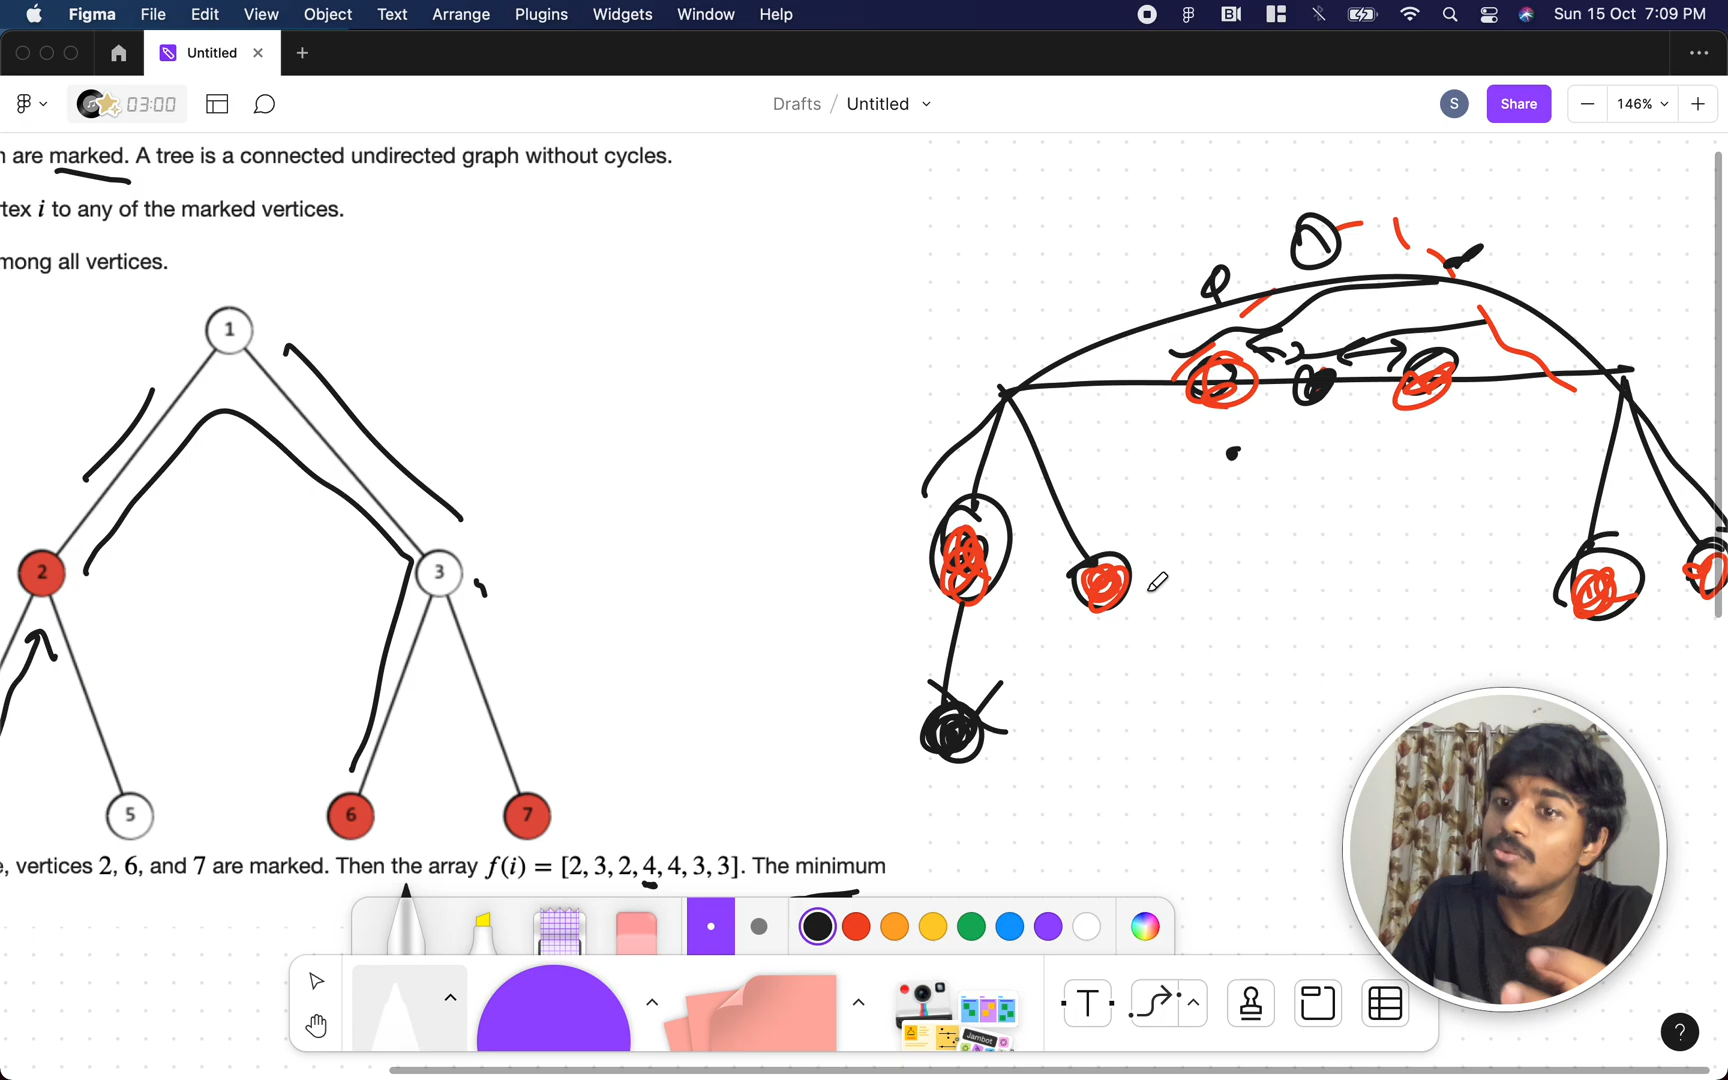 Figma File Edit View Object Text Arrange Plugins Widgets Window Help Sun 15 Oct 7:09 PM
Untitled
03:00 Drafts / Untitled S Share 146%
are marked. A tree is a connected undirected graph without cycles.
tex i to any of the marked vertices.
mong all vertices.
1
2 3
5 6 7
, vertices 2, 6, and 7 are marked. Then the array f(i) = [2, 3, 2, 4, 4, 3, 3]. The minimum
T
Jambot
?